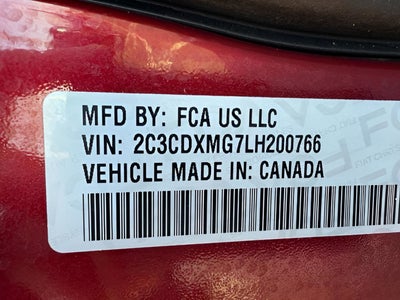 MFD BY: FCA US LLC
VIN: 2C3CDXMG7LH200766
VEHICLE MADE IN: CANADA